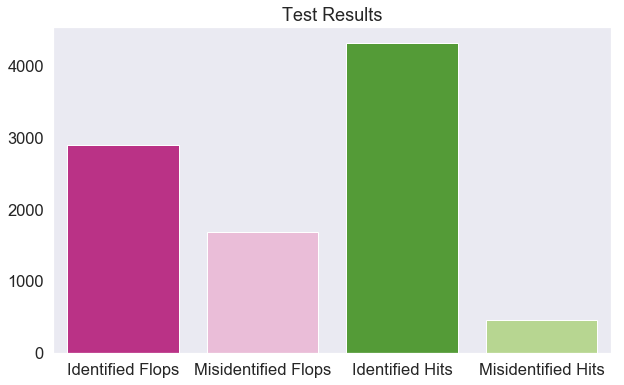 Test Results
4000
3000
2000
1000
0
Identified Flops Misidentified Flops Identified Hits Misidentified Hits